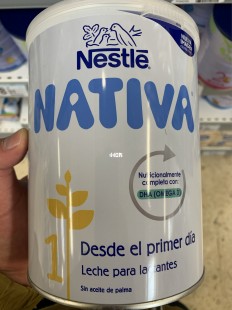 Nestlé
NATIVA
Nutricionalmente
completa con:
DHA (OMEGA 3)
1
Desde el primer día
Leche para lactantes
Sin aceite de palma